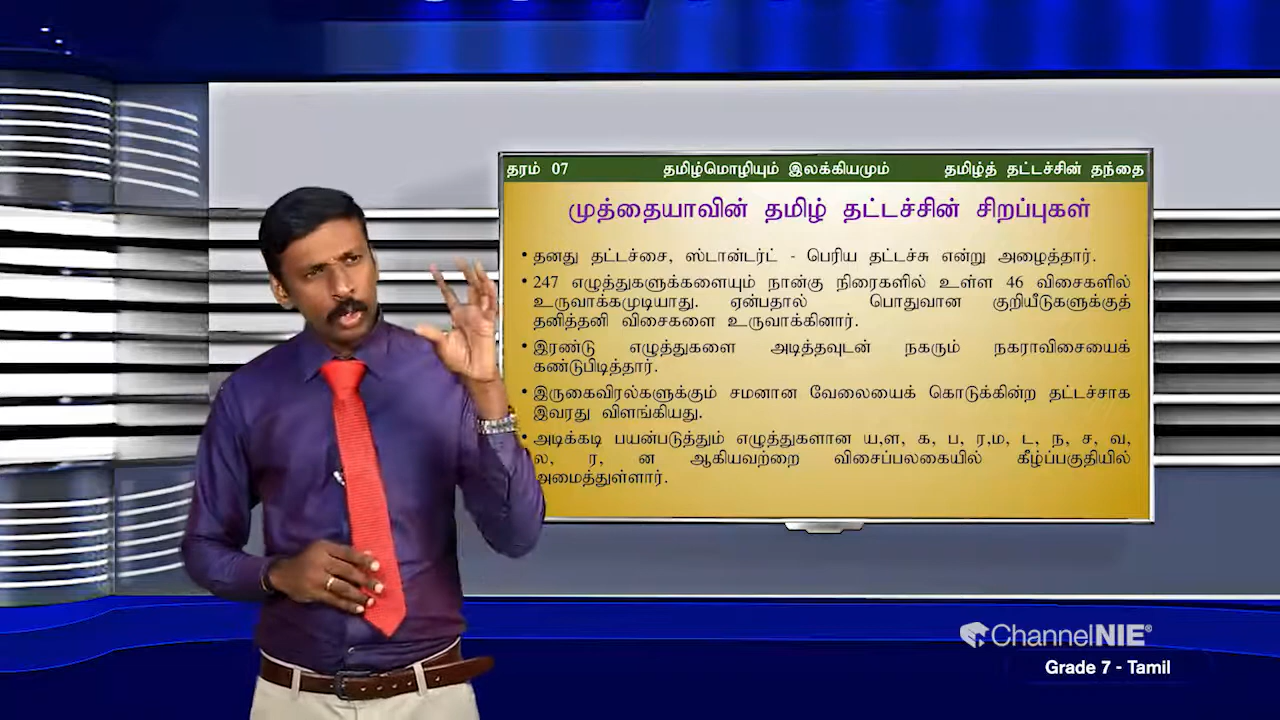 தரம் 07 தமிழ்மொழியும் இலக்கியமும் தமிழ்த் தட்டச்சின் தந்தை
முத்தையாவின் தமிழ் தட்டச்சின் சிறப்புகள்
• தனது தட்டச்சை, ஸ்டான்டர்ட் - பெரிய தட்டச்சு என்று அழைத்தார்.
• 247 எழுத்துகளுக்களையும் நான்கு நிரைகளில் உள்ள 46 விசைகளில்
உருவாக்கமுடியாது. ஏன்பதால் பொதுவான குறியீடுகளுக்குத்
தனித்தனி விசைகளை உருவாக்கினார்.
• இரண்டு எழுத்துகளை அடித்தவுடன் நகரும் நகராவிசையைக்
கண்டுபிடித்தார்.
• இருகைவிரல்களுக்கும் சமனான வேலையைக் கொடுக்கின்ற தட்டச்சாக
இவரது விளங்கியது.
• அடிக்கடி பயன்படுத்தும் எழுத்துகளான ய,ள, க, ப, ர,ம, ட, ந, ச, வ,
ல, ர, ன ஆகியவற்றை விசைப்பலகையில் கீழ்ப்பகுதியில்
அமைத்துள்ளார்.
ChannelNIE®
Grade 7 - Tamil